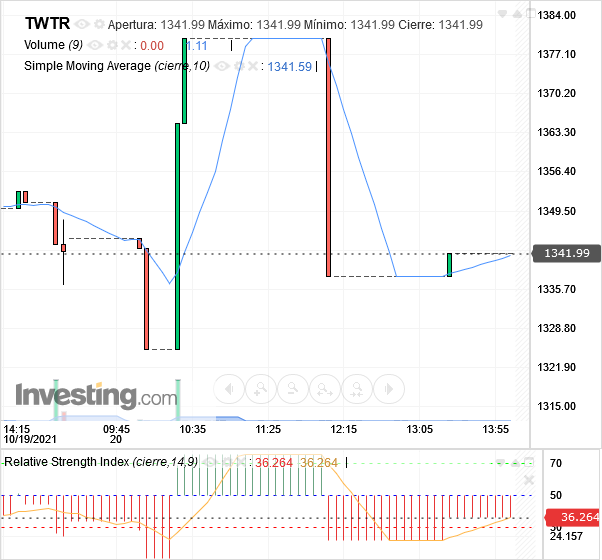 TWTR Apertura: 1341.99 Máximo: 1341.99 Mínimo: 1341.99 Cierre: 1341.99
Volume (9) : 0.00 1.11
Simple Moving Average (cierre,10) : 1341.59
1384.00
1377.10
1370.20
1363.30
1356.40
1349.50
1341.99
1335.70
1328.80
1321.90
1315.00
Investing.com
14:15 09:45 10:35 11:25 12:15 13:05 13:55
10/19/2021 20
Relative Strength Index (cierre,14,9) : 36.264 36.264
70
50
36.264
30
24.157